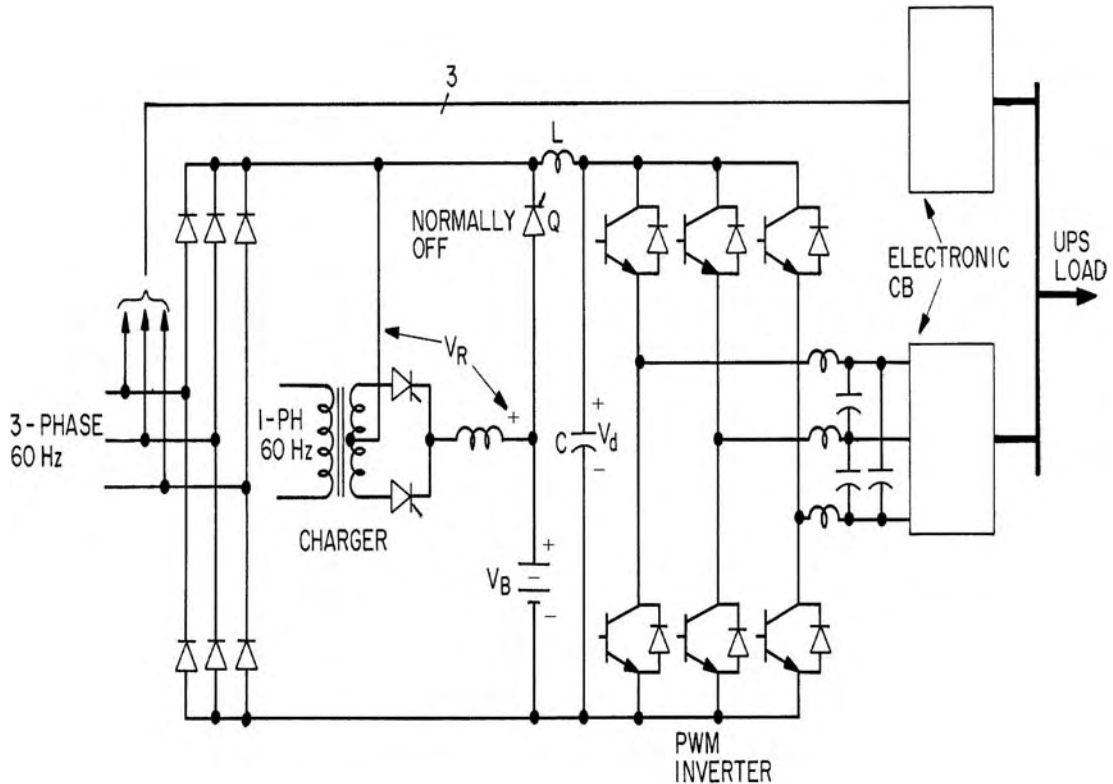 3
L
NORMALLY
OFF
Q
ELECTRONIC
CB
UPS
LOAD
V_R
+
3-PHASE
60 Hz
1-PH
60 Hz
CHARGER
+
C V_d
-
V_B
+
-
PWM
INVERTER